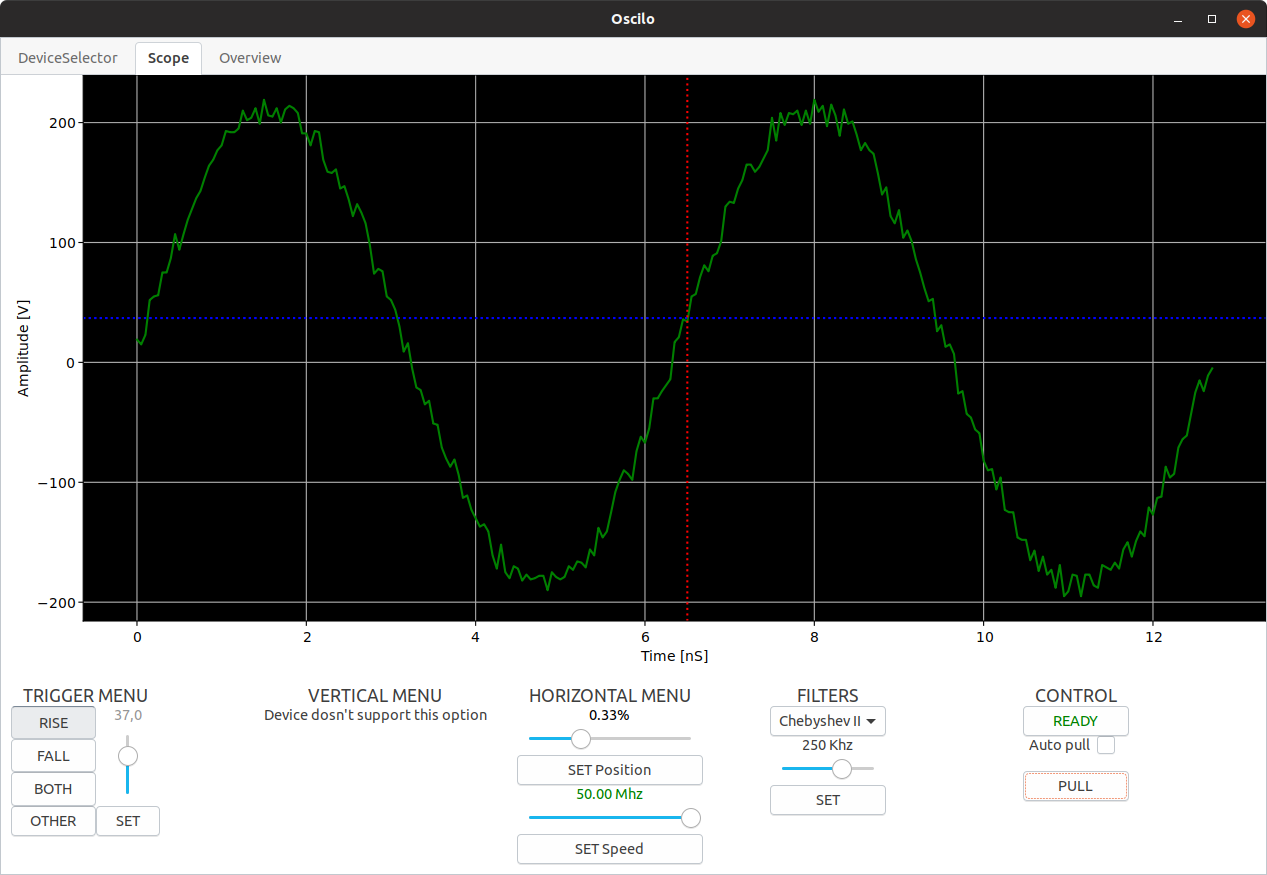 Oscilo
DeviceSelector Scope Overview
200
100
0
−100
−200
Amplitude [V]
0 2 4 6 8 10 12
Time [nS]
TRIGGER MENU
RISE
37,0
FALL
BOTH
OTHER
SET
VERTICAL MENU
Device dosn't support this option
HORIZONTAL MENU
0.33%
SET Position
50.00 Mhz
SET Speed
FILTERS
Chebyshev II
250 Khz
SET
CONTROL
READY
Auto pull
PULL